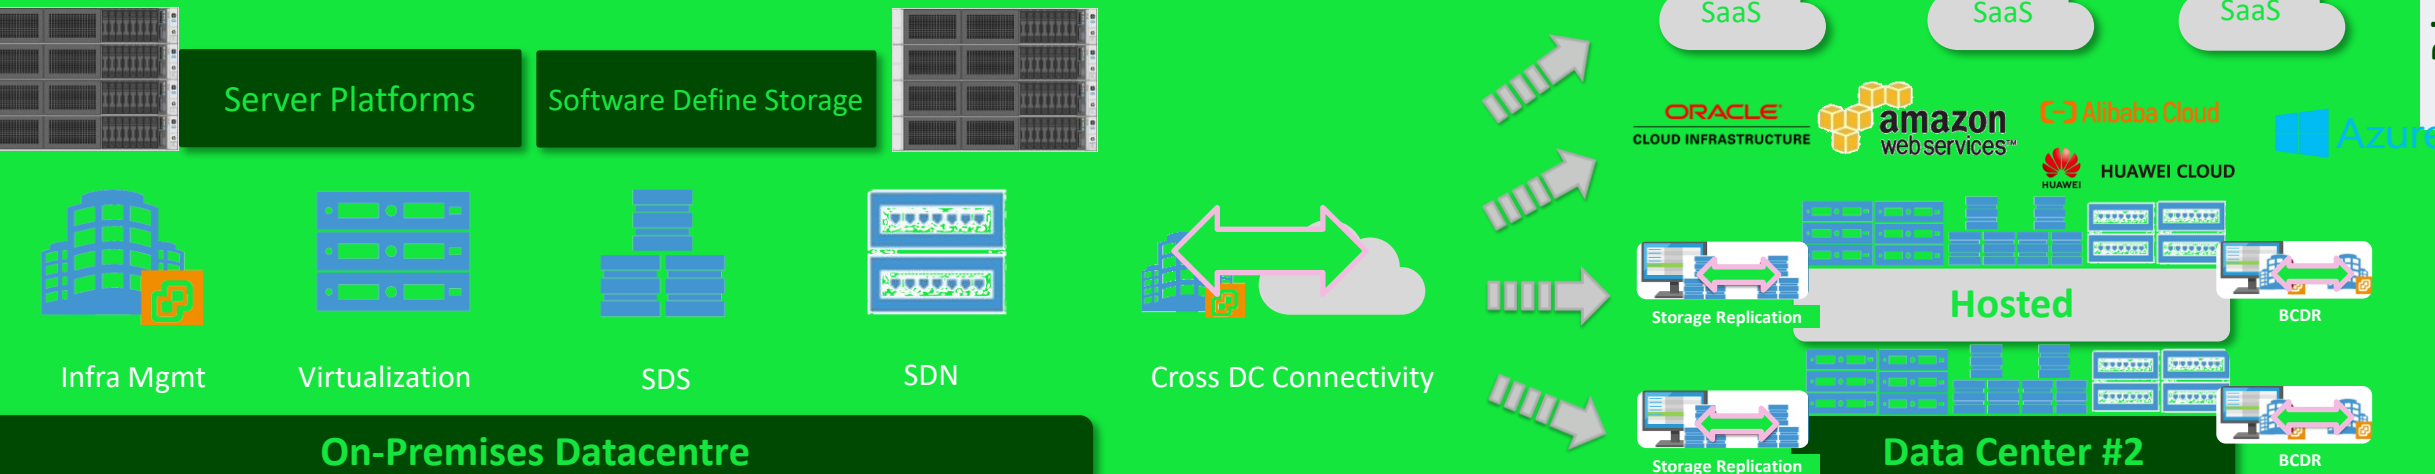 SaaS
SaaS
SaaS
Server Platforms
Software Define Storage
ORACLE
CLOUD INFRASTRUCTURE
amazon
web services™
Alibaba Cloud
Azure
HUAWEI
HUAWEI CLOUD
Storage Replication
Hosted
BCDR
Infra Mgmt
Virtualization
SDS
SDN
Cross DC Connectivity
On-Premises Datacentre
Data Center #2
Storage Replication
BCDR